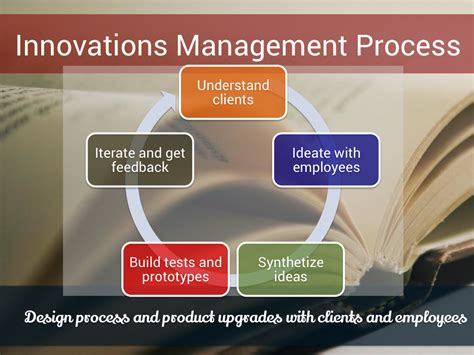 Innovations Management Process
Understand
clients
Ideate with
employees
Synthetize
ideas
Build tests and
prototypes
Iterate and get
feedback
Design process and product upgrades with clients and employees